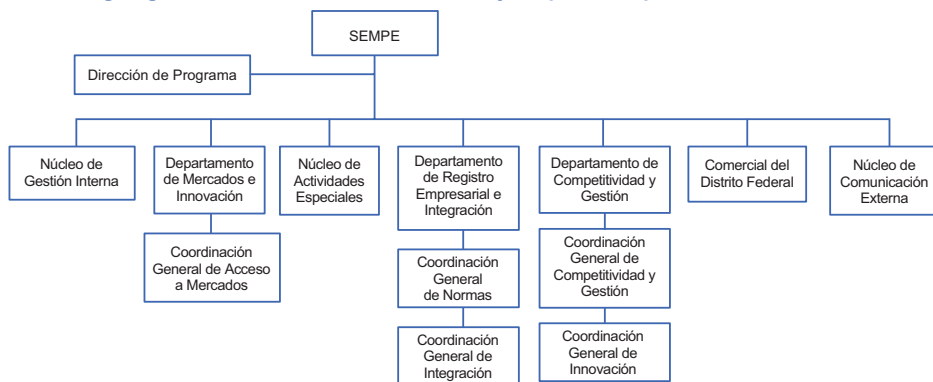 SEMPE
Dirección de Programa
Núcleo de
Gestión Interna
Departamento
de Mercados e
Innovación
Núcleo de
Actividades
Especiales
Departamento
de Registro
Empresarial e
Integración
Departamento de
Competitividad y
Gestión
Comercial del
Distrito Federal
Núcleo de
Comunicación
Externa
Coordinación
General de Acceso
a Mercados
Coordinación
General
de Normas
Coordinación
General de
Competitividad y
Gestión
Coordinación
General de
Integración
Coordinación
General de
Innovación